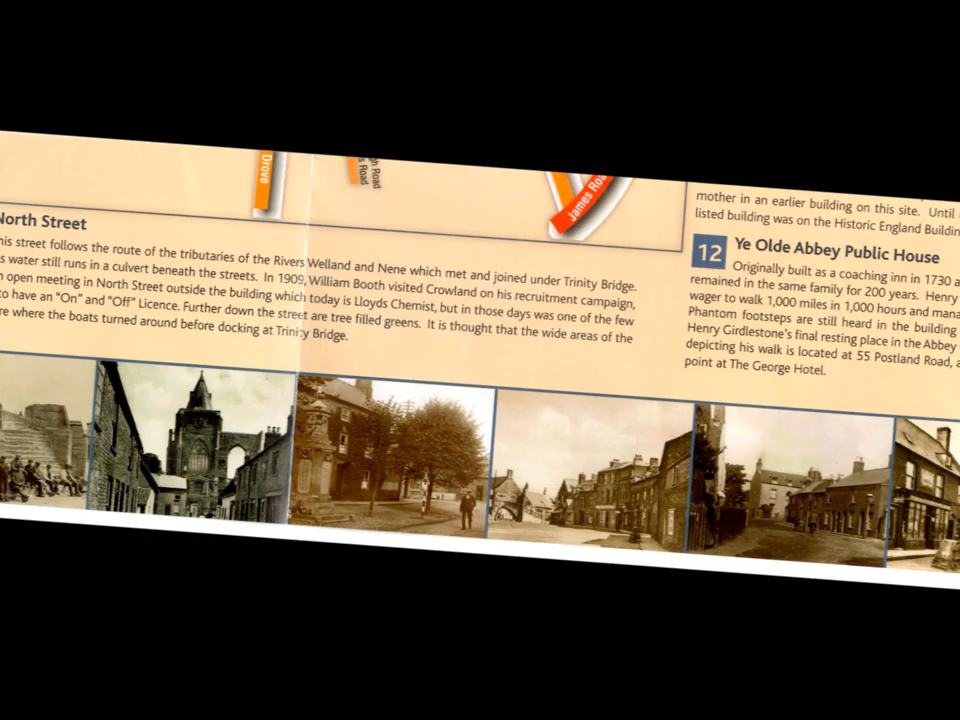 Drove
gh Road
s Road
James Roa
North Street
his street follows the route of the tributaries of the Rivers Welland and Nene which met and joined under Trinity Bridge.
s water still runs in a culvert beneath the streets. In 1909, William Booth visited Crowland on his recruitment campaign,
open meeting in North Street outside the building which today is Lloyds Chemist, but in those days was one of the few
to have an "On" and "Off" Licence. Further down the street are tree filled greens. It is thought that the wide areas of the
re where the boats turned around before docking at Trinity Bridge.
mother in an earlier building on this site. Until
listed building was on the Historic England Buildin
12 Ye Olde Abbey Public House
Originally built as a coaching inn in 1730 a
remained in the same family for 200 years. Henry
wager to walk 1,000 miles in 1,000 hours and mana
Phantom footsteps are still heard in the building
Henry Girdlestone's final resting place in the Abbey
depicting his walk is located at 55 Postland Road, a
point at The George Hotel.